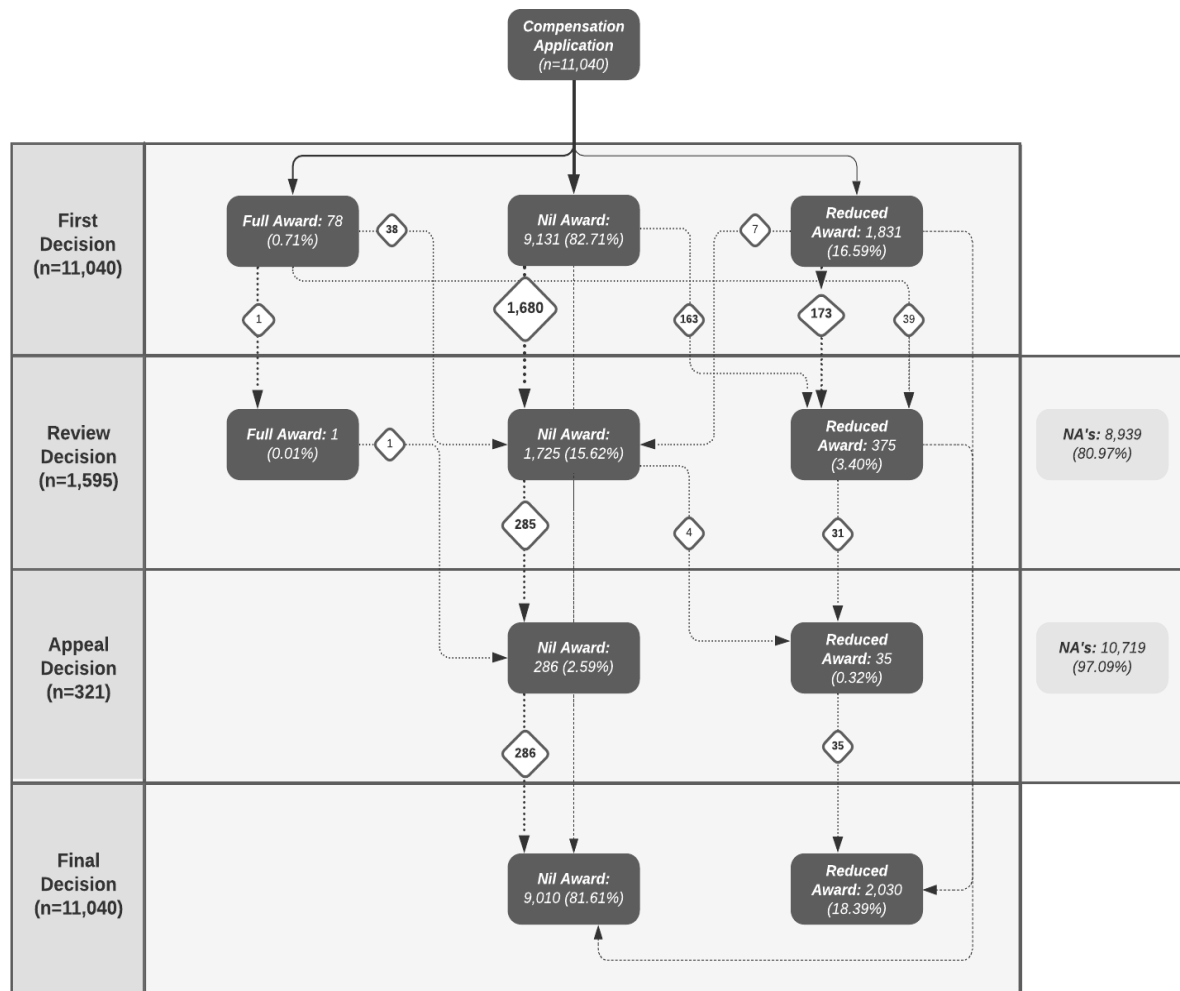 Compensation
Application
(n=11,040)
First
Decision
(n=11,040)
Full Award: 78
(0.71%)
38
Nil Award:
9,131 (82.71%)
7
Reduced
Award: 1,831
(16.59%)
1
1,680
163
173
39
Review
Decision
(n=1,595)
Full Award: 1
(0.01%)
1
Nil Award:
1,725 (15.62%)
Reduced
Award: 375
(3.40%)
NA's: 8,939
(80.97%)
285
4
31
Appeal
Decision
(n=321)
Nil Award:
286 (2.59%)
Reduced
Award: 35
(0.32%)
NA's: 10,719
(97.09%)
286
35
Final
Decision
(n=11,040)
Nil Award:
9,010 (81.61%)
Reduced
Award: 2,030
(18.39%)